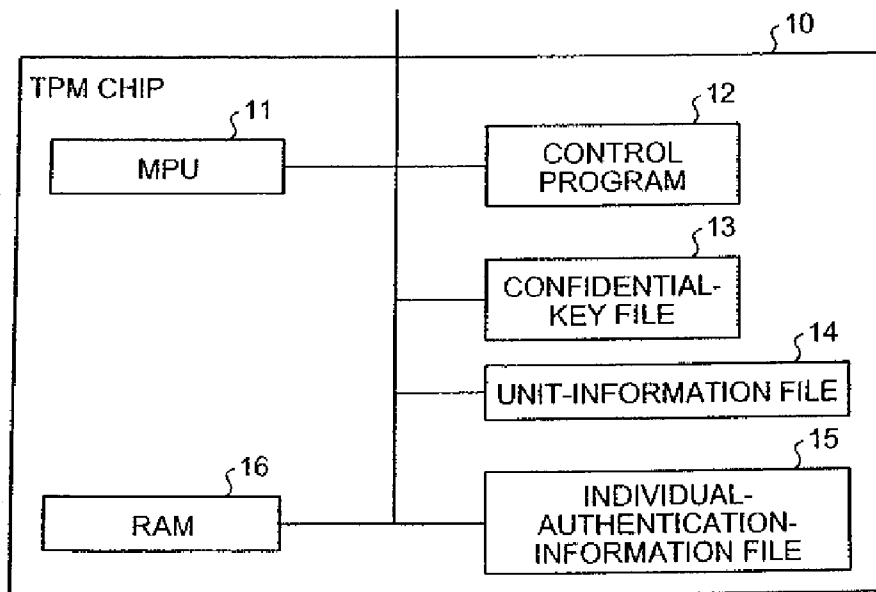 10
TPM CHIP
11
MPU
12
CONTROL
PROGRAM
13
CONFIDENTIAL-
KEY FILE
14
UNIT-INFORMATION FILE
15
INDIVIDUAL-
AUTHENTICATION-
INFORMATION FILE
16
RAM